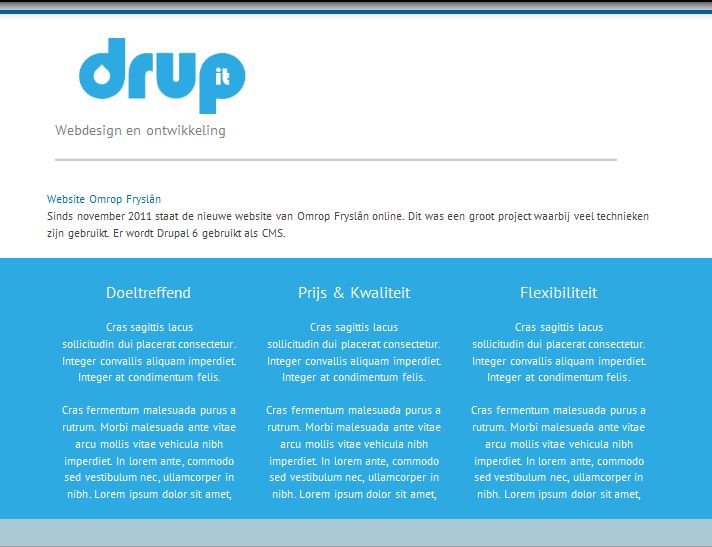 drup it
Webdesign en ontwikkeling
Website Omrop Fryslân
Sinds november 2011 staat de nieuwe website van Omrop Fryslân online. Dit was een groot project waarbij veel technieken
zijn gebruikt. Er wordt Drupal 6 gebruikt als CMS.
Doeltreffend
Cras sagittis lacus
sollicitudin dui placerat consectetur.
Integer convallis aliquam imperdiet.
Integer at condimentum felis.
Cras fermentum malesuada purus a
rutrum. Morbi malesuada ante vitae
arcu mollis vitae vehicula nibh
imperdiet. In lorem ante, commodo
sed vestibulum nec, ullamcorper in
nibh. Lorem ipsum dolor sit amet,
Prijs & Kwaliteit
Cras sagittis lacus
sollicitudin dui placerat consectetur.
Integer convallis aliquam imperdiet.
Integer at condimentum felis.
Cras fermentum malesuada purus a
rutrum. Morbi malesuada ante vitae
arcu mollis vitae vehicula nibh
imperdiet. In lorem ante, commodo
sed vestibulum nec, ullamcorper in
nibh. Lorem ipsum dolor sit amet,
Flexibiliteit
Cras sagittis lacus
sollicitudin dui placerat consectetur.
Integer convallis aliquam imperdiet.
Integer at condimentum felis.
Cras fermentum malesuada purus a
rutrum. Morbi malesuada ante vitae
arcu mollis vitae vehicula nibh
imperdiet. In lorem ante, commodo
sed vestibulum nec, ullamcorper in
nibh. Lorem ipsum dolor sit amet,